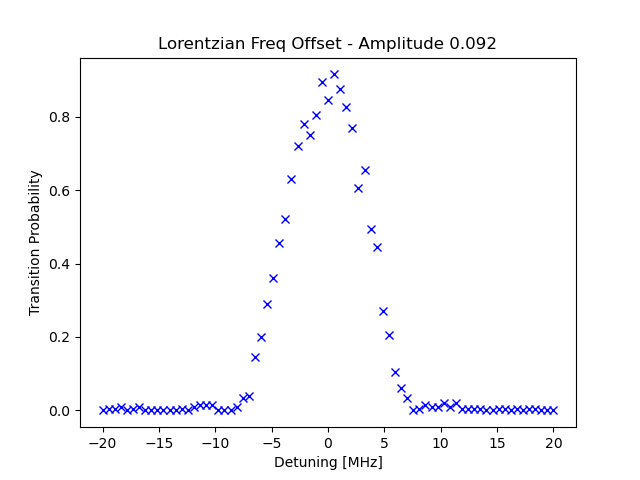 Lorentzian Freq Offset - Amplitude 0.092
Transition Probability
0.8
0.6
0.4
0.2
0.0
−20 −15 −10 −5 0 5 10 15 20
Detuning [MHz]